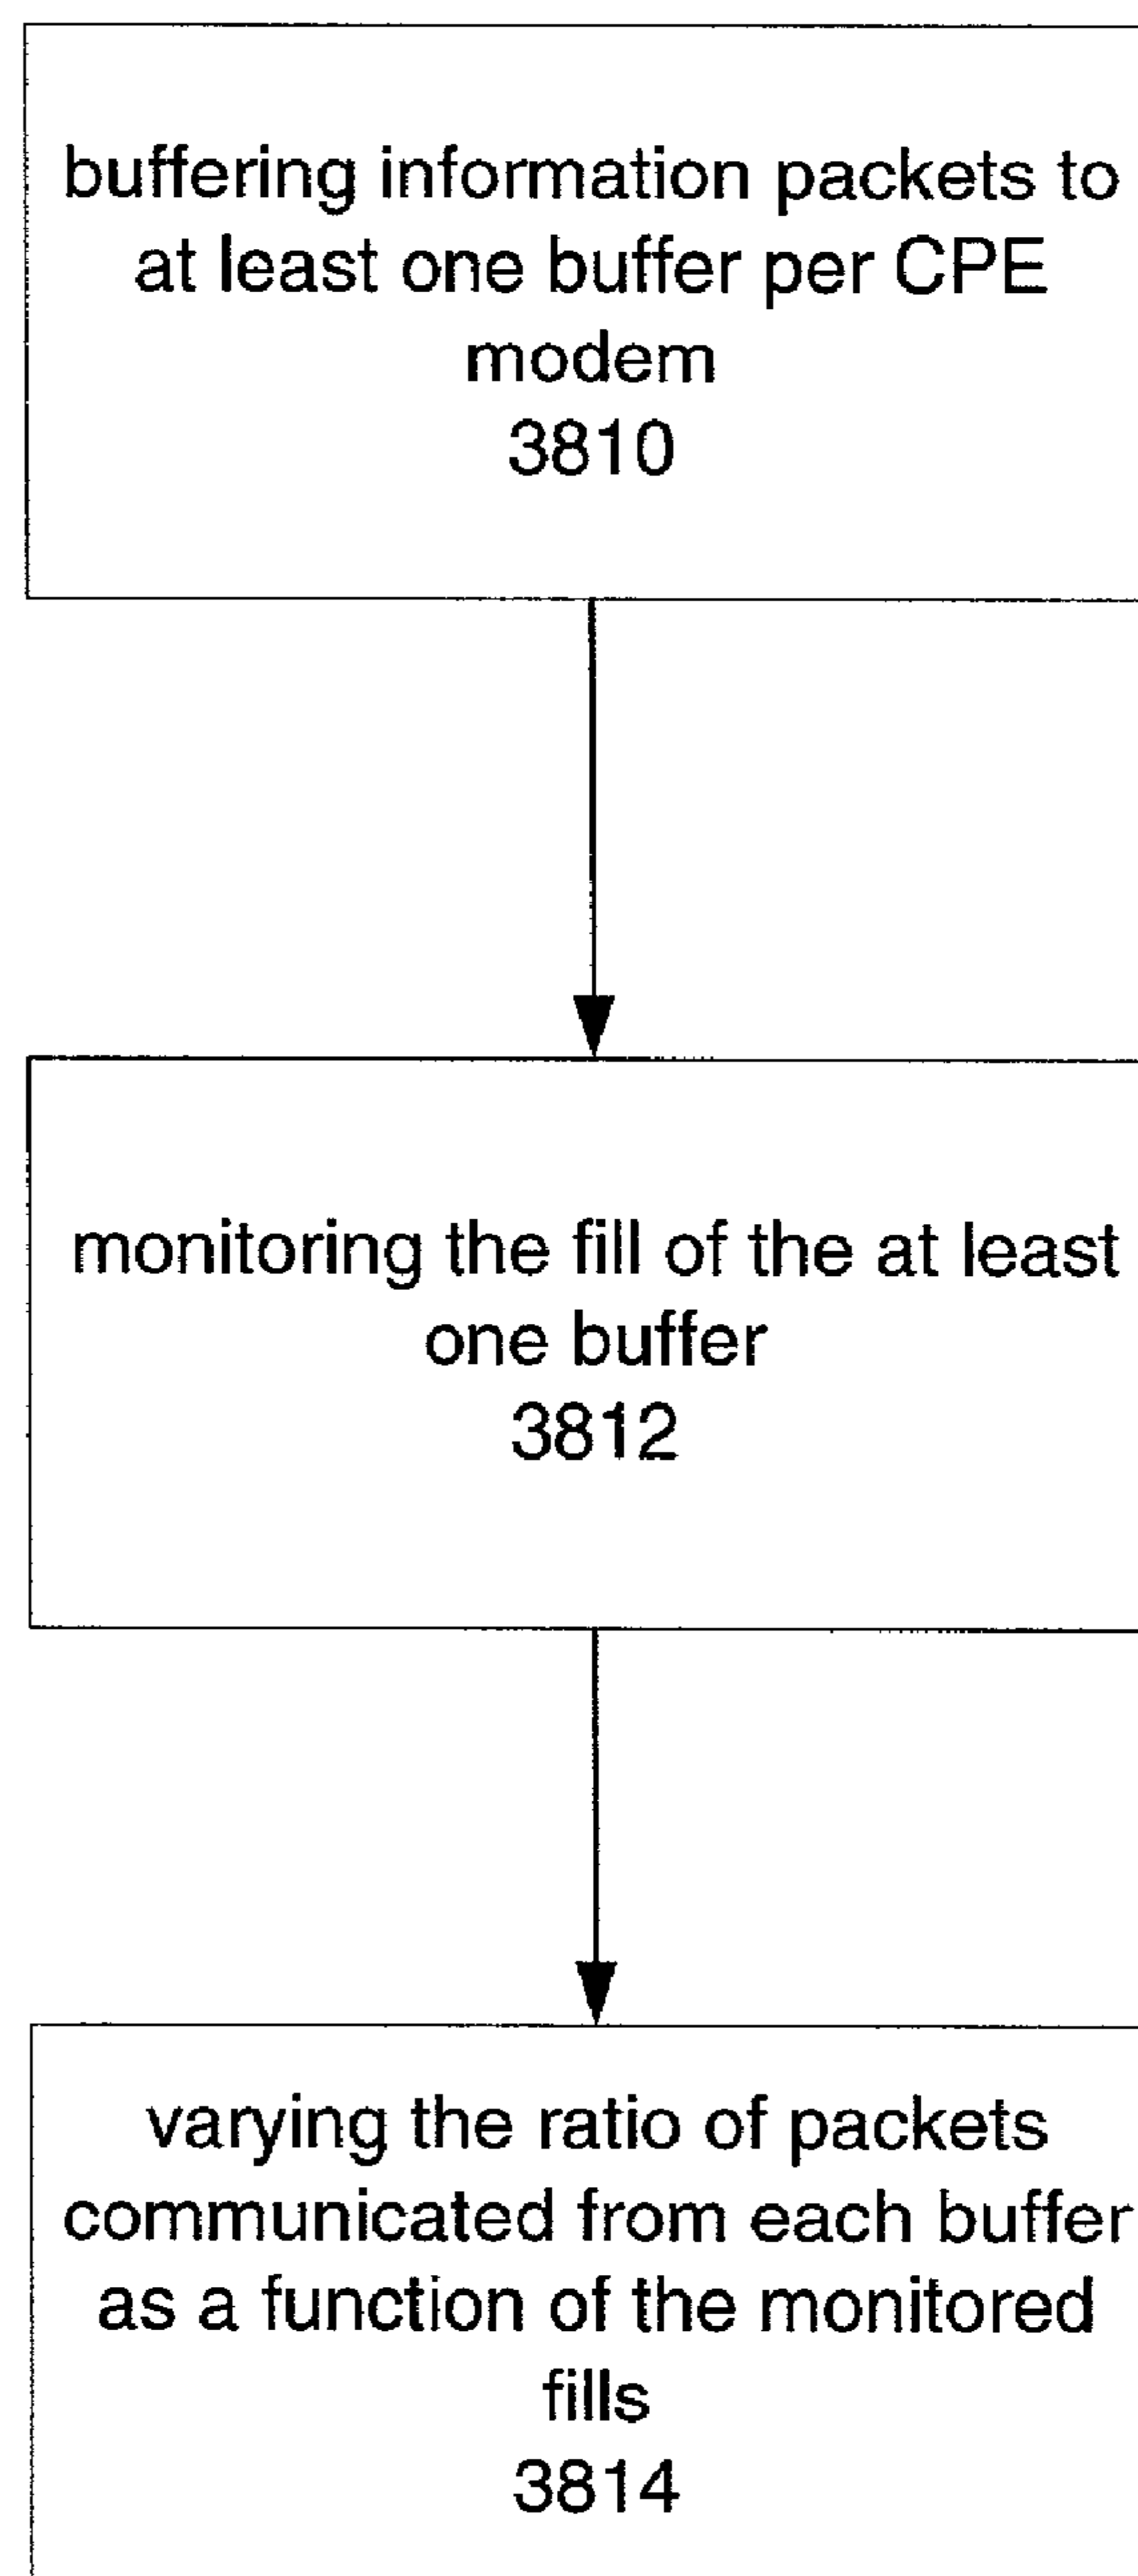 buffering information packets to
at least one buffer per CPE
modem
3810
monitoring the fill of the at least
one buffer
3812
varying the ratio of packets
communicated from each buffer
as a function of the monitored
fills
3814